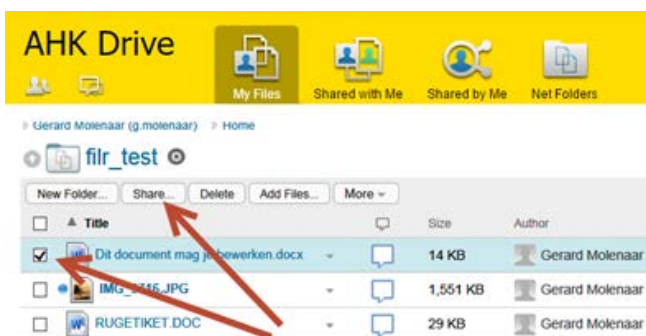 AHK Drive
My Files Shared with Me Shared by Me Net Folders
Gerard Molenaar (g.molenaar) Home
filr_test
New Folder... Share... Delete Add Files... More
Title Size Author
Dit document mag je bewerken.docx 14 KB Gerard Molenaar
IMG_3716.JPG 1,551 KB Gerard Molenaar
RUGETIKET.DOC 29 KB Gerard Molenaar